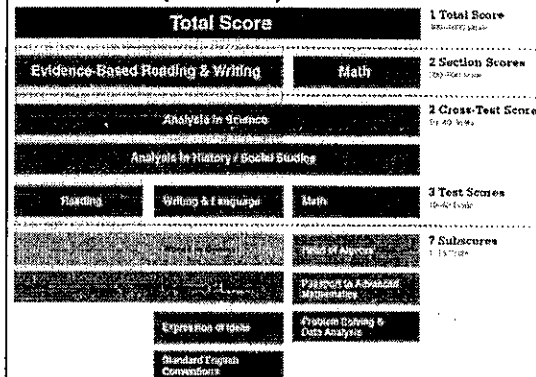 Total Score
1 Total Score
Evidence-Based Reading & Writing
Math
2 Section Scores
Analysis in Science
2 Cross-Test Score
Analysis in History / Social Studies
Reading
Writing & Language
Math
3 Test Scores
7 Subscores
Heart of Algebra
Passport to Advanced
Mathematics
Expression of Ideas
Problem Solving &
Data Analysis
Standard English
Conventions